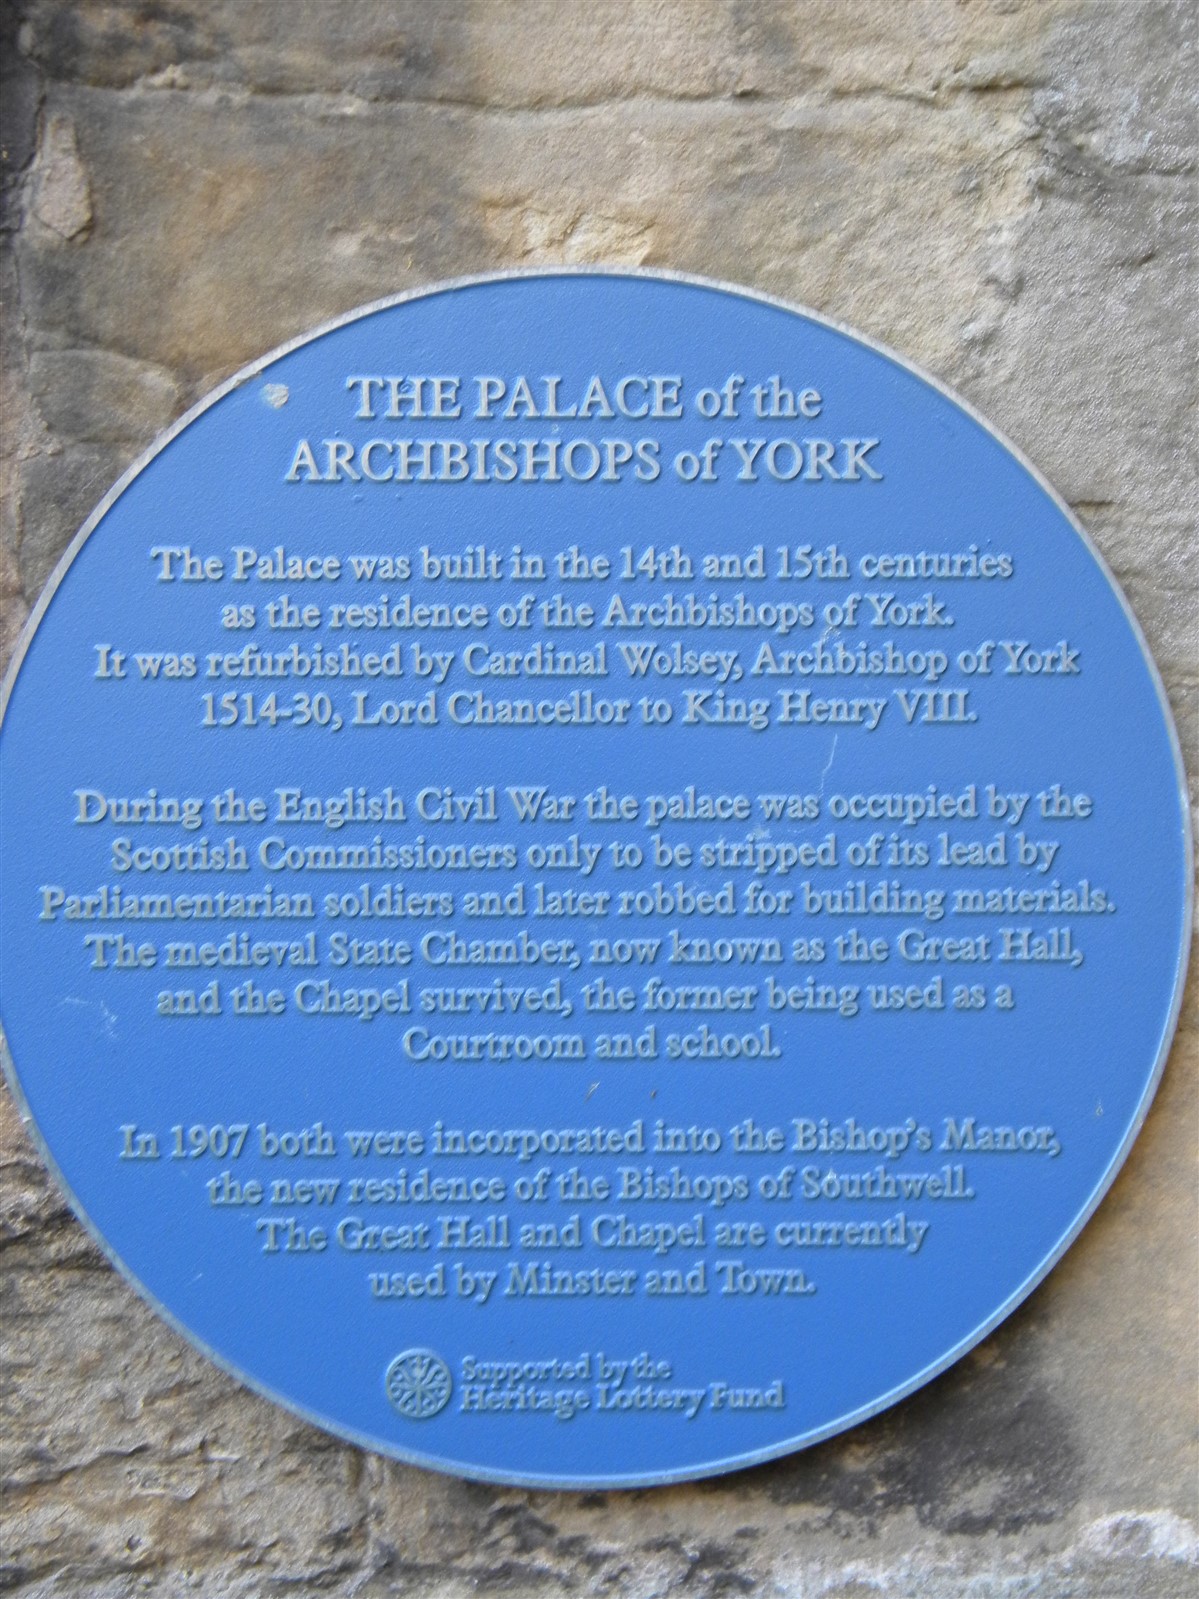 THE PALACE of the
ARCHBISHOPS of YORK
The Palace was built in the 14th and 15th centuries
as the residence of the Archbishops of York.
It was refurbished by Cardinal Wolsey, Archbishop of York
1514-30, Lord Chancellor to King Henry VIII.
During the English Civil War the palace was occupied by the
Scottish Commissioners only to be stripped of its lead by
Parliamentarian soldiers and later robbed for building materials.
The medieval State Chamber, now known as the Great Hall,
and the Chapel survived, the former being used as a
Courtroom and school.
In 1907 both were incorporated into the Bishop's Manor,
the new residence of the Bishops of Southwell.
The Great Hall and Chapel are currently
used by Minster and Town.
Supported by the
Heritage Lottery Fund